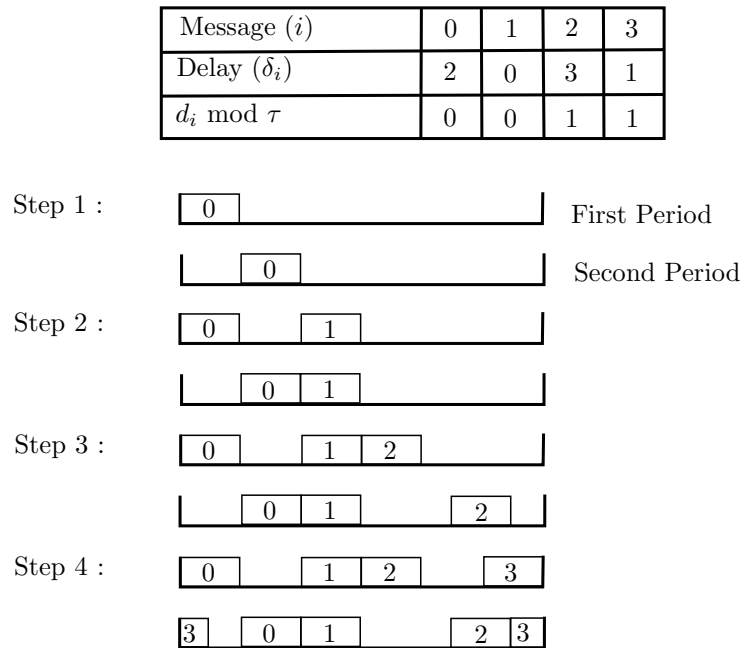 Message (i) 0 1 2 3
Delay (δᵢ) 2 0 3 1
dᵢ mod τ 0 0 1 1
Step 1 : 0 First Period
0 Second Period
Step 2 : 0 1
0 1
Step 3 : 0 1 2
0 1 2
Step 4 : 0 1 2 3
3 0 1 2 3